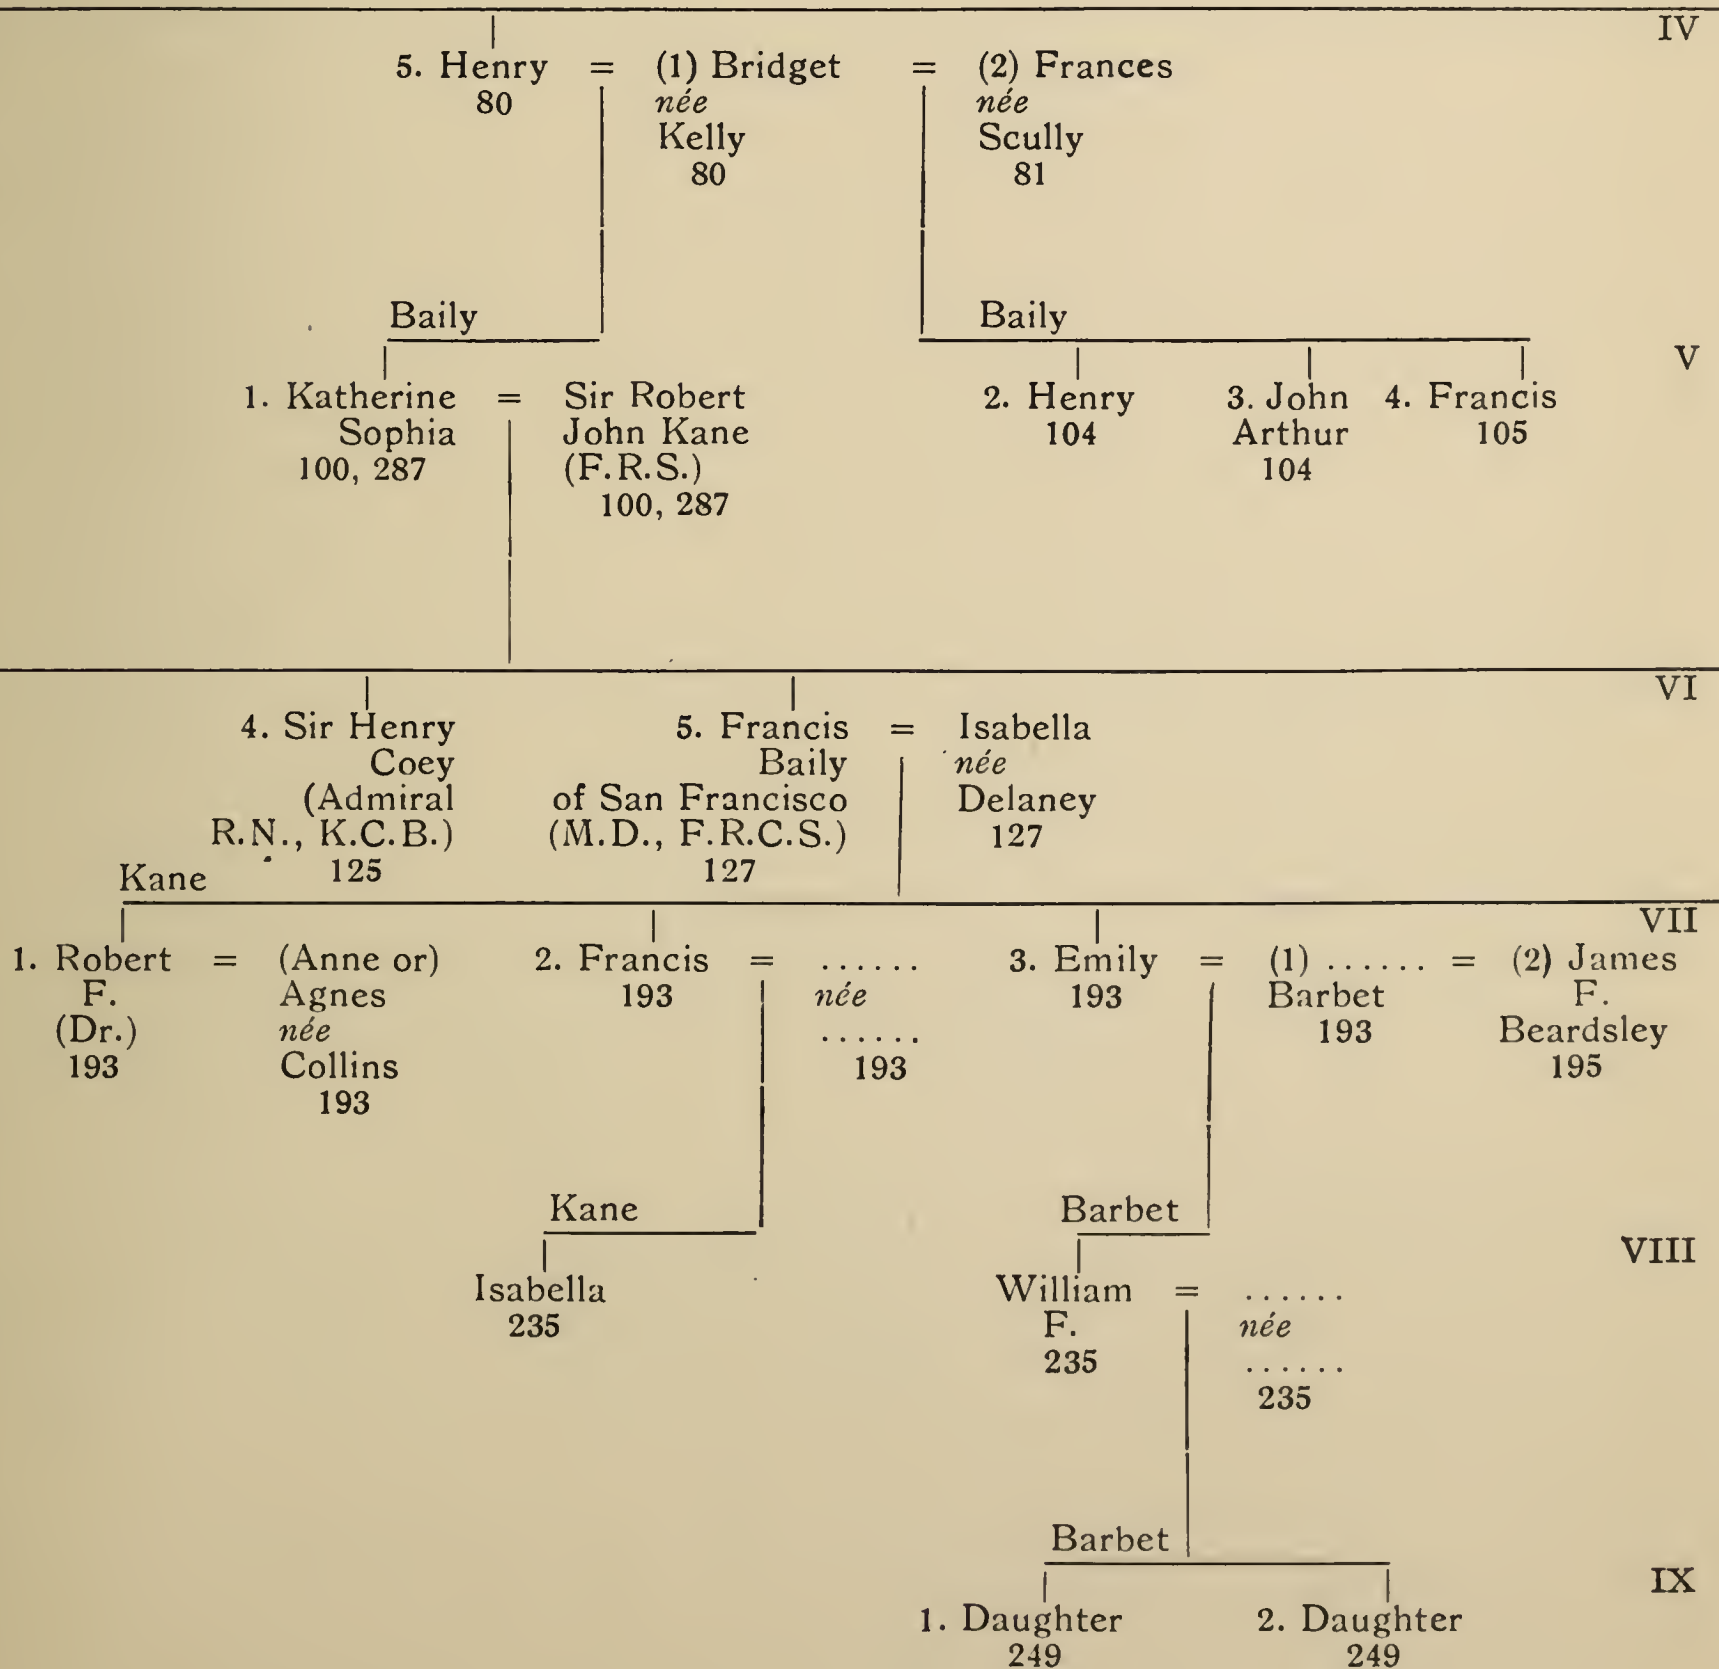 IV
5. Henry = (1) Bridget = (2) Frances
80 née née
Kelly Scully
80 81
Baily Baily
V
1. Katherine = Sir Robert 2. Henry 3. John 4. Francis
Sophia John Kane 104 Arthur 105
100, 287 (F.R.S.) 104
100, 287
VI
4. Sir Henry 5. Francis = Isabella
Coey Baily née
(Admiral of San Francisco Delaney
R.N., K.C.B.) (M.D., F.R.C.S.) 127
125 127
Kane
VII
1. Robert = (Anne or) 2. Francis = ...... 3. Emily = (1) ...... = (2) James
F. Agnes 193 née 193 Barbet F.
(Dr.) née ...... 193 Beardsley
193 Collins 193 195
193
Kane Barbet
VIII
Isabella William = ......
235 F. née
235 ......
235
Barbet
IX
1. Daughter 2. Daughter
249 249